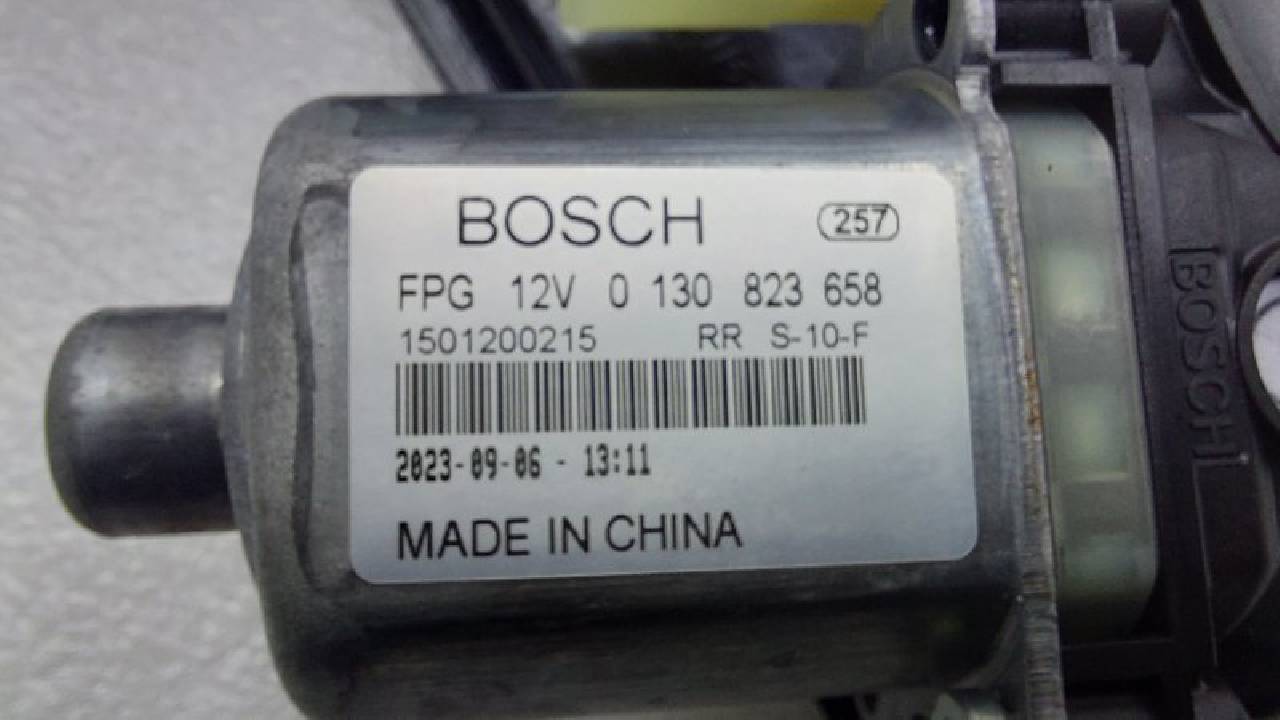 BOSCH 257
FPG 12V 0 130 823 658
1501200215 RR S-10-F
2023-09-06 - 13:11
MADE IN CHINA
BOSCH